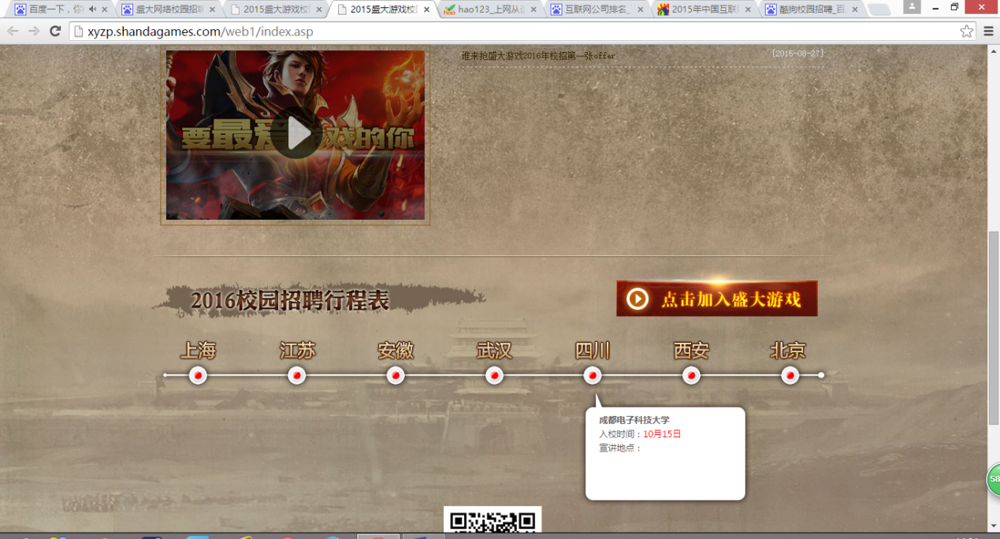 百度一下，你
盛大网络校园招聘
2015盛大游戏校园
2015盛大游戏校园
hao123_上网从这
互联网公司排名_
2015年中国互联
酷狗校园招聘_百
xyzp.shandagames.com/web1/index.asp
谁来抢盛大游戏2016年校招第一张offer
[2015-08-27]
要最爱游戏的你
2016校园招聘行程表
点击加入盛大游戏
上海
江苏
安徽
武汉
四川
西安
北京
成都电子科技大学
入校时间：10月15日
宣讲地点：
58